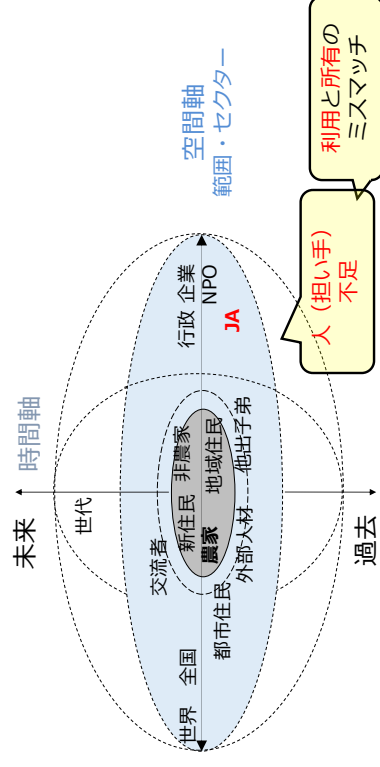 未来
時間軸
世代
交流者
新住民
非農家
農家
地域住民
外部人材
他出子弟
都市住民
世界
全国
行政
企業
NPO
JA
空間軸
範囲・セクター
過去
人（担い手）
不足
利用と所有の
ミスマッチ